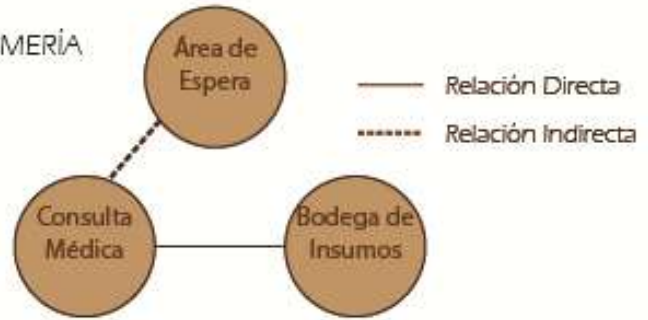 MERÍA
Área de
Espera
Relación Directa
Relación Indirecta
Consulta
Médica
Bodega de
Insumos